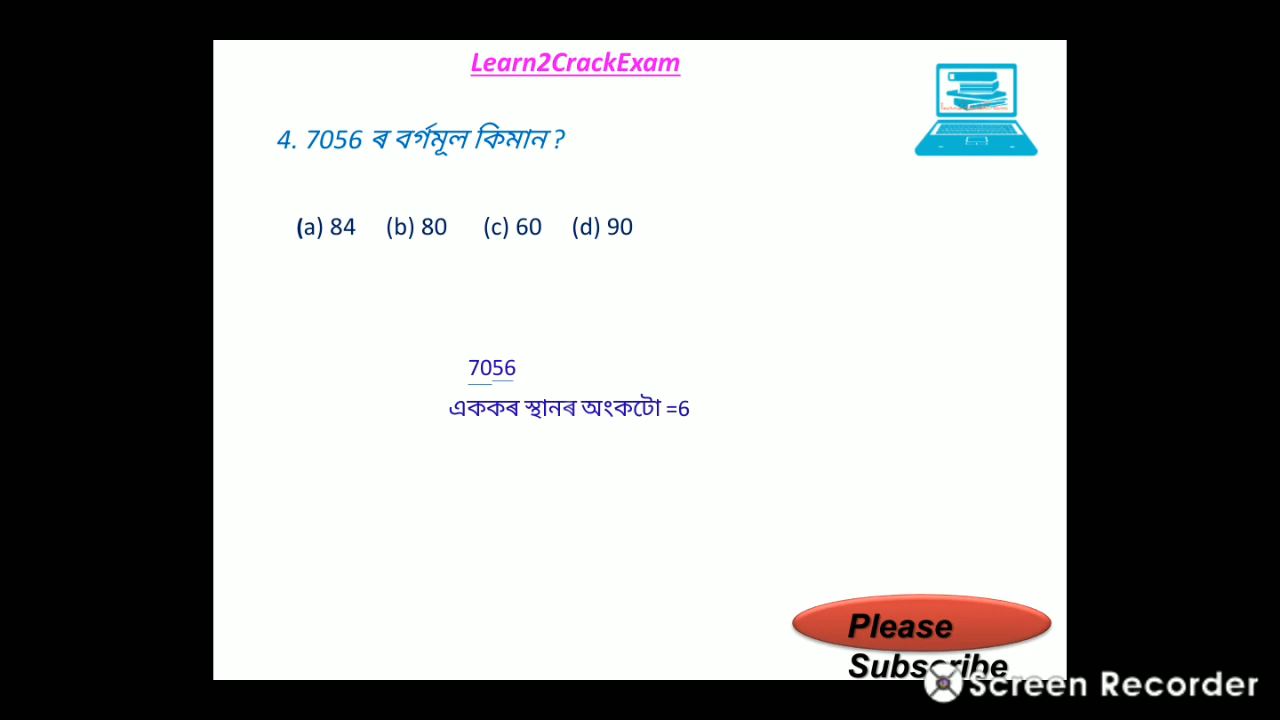 Learn2CrackExam
4. 7056 ৰ বৰ্গমূল কিমান ?
(a) 84 (b) 80 (c) 60 (d) 90
7056
এককৰ স্থানৰ অংকটো =6
Please
Subscribe
Screen Recorder